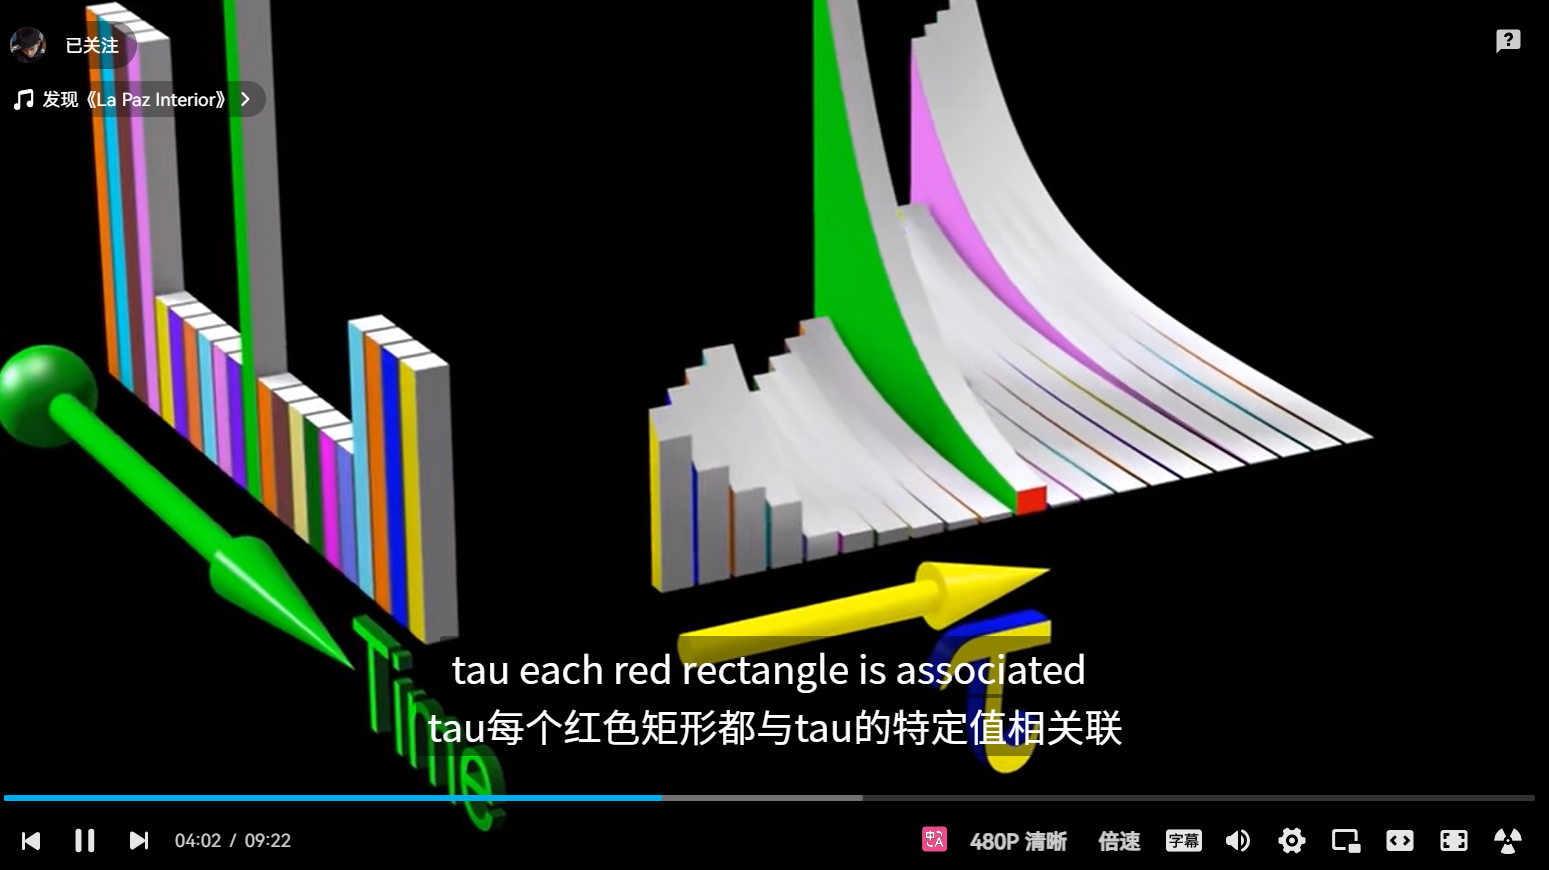 已关注
发现《La Paz Interior》
Time
τ
tau each red rectangle is associated
tau每个红色矩形都与tau的特定值相关联
04:02 / 09:22
480P 清晰
倍速
字幕